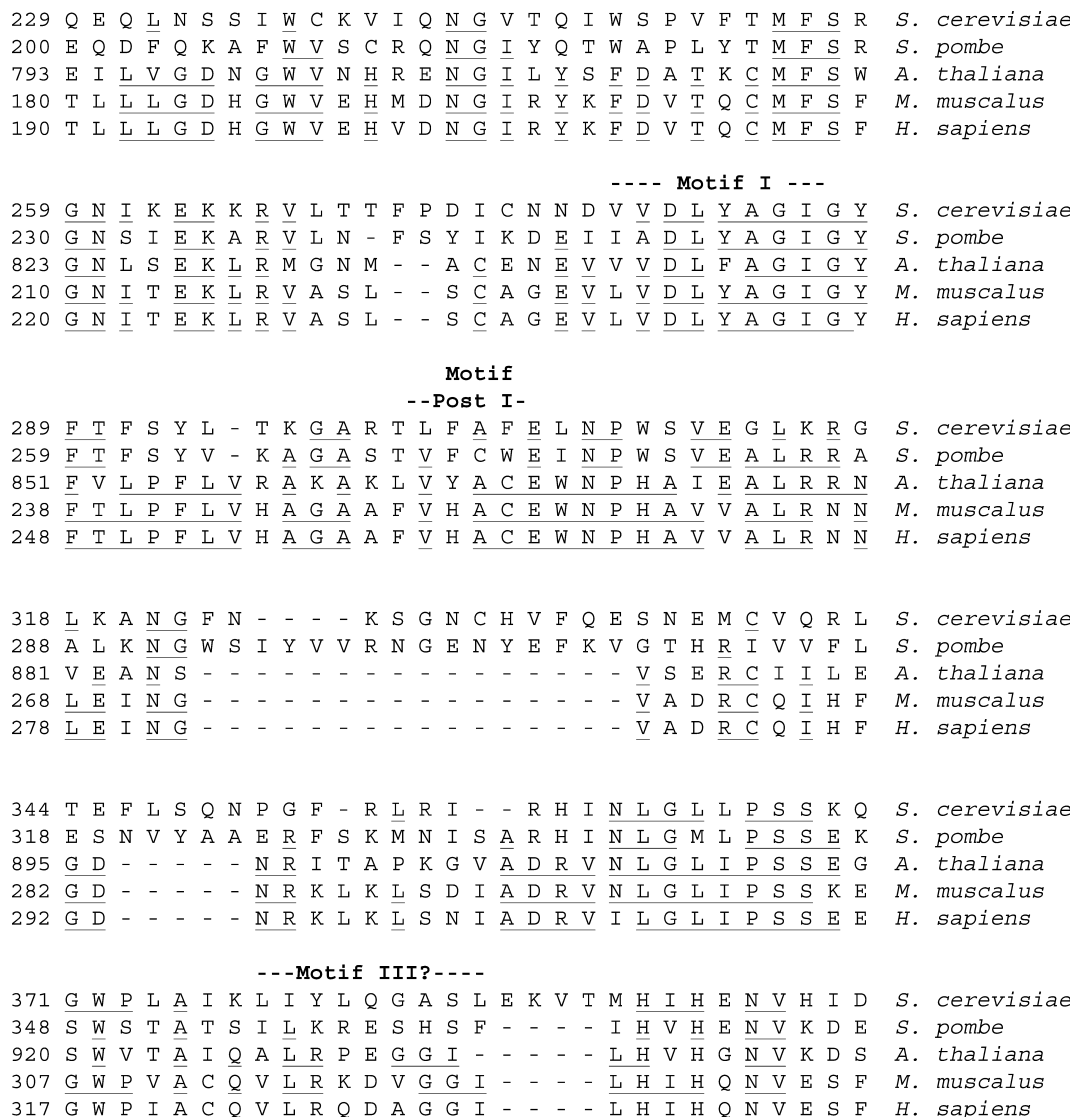 229 Q E Q L N S S I W C K V I Q N G V T Q I W S P V F T M F S R S. cerevisiae
200 E Q D F Q K A F W V S C R Q N G I Y Q T W A P L Y T M F S R S. pombe
793 E I L V G D N G W V N H R E N G I L Y S F D A T K C M F S W A. thaliana
180 T L L L G D H G W V E H M D N G I R Y K F D V T Q C M F S F M. muscalus
190 T L L L G D H G W V E H V D N G I R Y K F D V T Q C M F S F H. sapiens
---- Motif I ---
259 G N I K E K K R V L T T F P D I C N N D V V D L Y A G I G Y S. cerevisiae
230 G N S I E K A R V L N - F S Y I K D E I I A D L Y A G I G Y S. pombe
823 G N L S E K L R M G N M - - A C E N E V V V D L F A G I G Y A. thaliana
210 G N I T E K L R V A S L - - S C A G E V L V D L Y A G I G Y M. muscalus
220 G N I T E K L R V A S L - - S C A G E V L V D L Y A G I G Y H. sapiens
Motif
--Post I-
289 F T F S Y L - T K G A R T L F A F E L N P W S V E G L K R G S. cerevisiae
259 F T F S Y V - K A G A S T V F C W E I N P W S V E A L R R A S. pombe
851 F V L P F L V R A K A K L V Y A C E W N P H A I E A L R R N A. thaliana
238 F T L P F L V H A G A A F V H A C E W N P H A V V A L R N N M. muscalus
248 F T L P F L V H A G A A F V H A C E W N P H A V V A L R N N H. sapiens
318 L K A N G F N - - - - K S G N C H V F Q E S N E M C V Q R L S. cerevisiae
288 A L K N G W S I Y V V R N G E N Y E F K V G T H R I V V F L S. pombe
881 V E A N S - - - - - - - - - - - - - - - - V S E R C I I L E A. thaliana
268 L E I N G - - - - - - - - - - - - - - - - V A D R C Q I H F M. muscalus
278 L E I N G - - - - - - - - - - - - - - - - V A D R C Q I H F H. sapiens
344 T E F L S Q N P G F - R L R I - - R H I N L G L L P S S K Q S. cerevisiae
318 E S N V Y A A E R F S K M N I S A R H I N L G M L P S S E K S. pombe
895 G D - - - - - N R I T A P K G V A D R V N L G L I P S S E G A. thaliana
282 G D - - - - - N R K L K L S D I A D R V N L G L I P S S K E M. muscalus
292 G D - - - - - N R K L K L S N I A D R V I L G L I P S S E E H. sapiens
---Motif III?----
371 G W P L A I K L I Y L Q G A S L E K V T M H I H E N V H I D S. cerevisiae
348 S W S T A T S I L K R E S H S F - - - - I H V H E N V K D E S. pombe
920 S W V T A I Q A L R P E G G I - - - - - L H V H G N V K D S A. thaliana
307 G W P V A C Q V L R K D V G G I - - - - L H I H Q N V E S F M. muscalus
317 G W P I A C Q V L R Q D A G G I - - - - L H I H Q N V E S F H. sapiens